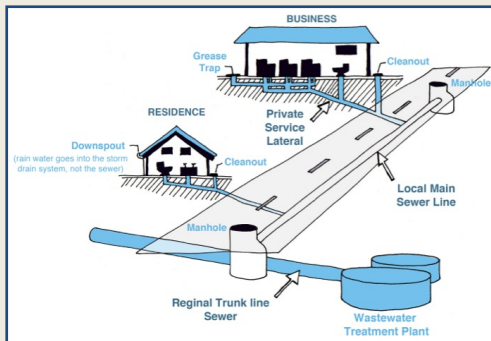 BUSINESS
Grease
Trap
Cleanout
Manhole
Private
Service
Lateral
RESIDENCE
Downspout
(rain water goes into the storm
drain system, not the sewer)
Cleanout
Local Main
Sewer Line
Manhole
Reginal Trunk line
Sewer
Wastewater
Treatment Plant